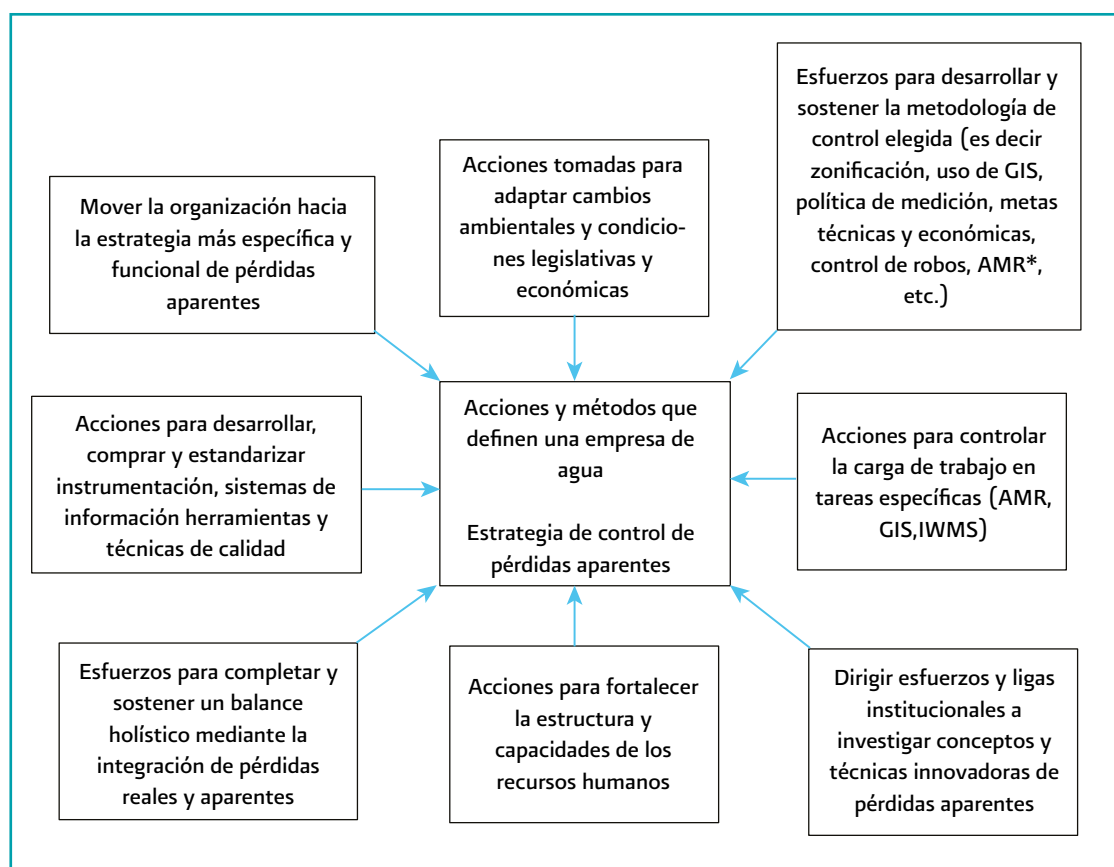 Mover la organización hacia
la estrategia más específica y
funcional de pérdidas
aparentes
Acciones tomadas para
adaptar cambios
ambientales y condicio-
nes legislativas y
económicas
Esfuerzos para desarrollar y
sostener la metodología de
control elegida (es decir
zonificación, uso de GIS,
política de medición, metas
técnicas y económicas,
control de robos, AMR*,
etc.)
Acciones para desarrollar,
comprar y estandarizar
instrumentación, sistemas de
información herramientas y
técnicas de calidad
Acciones y métodos que
definen una empresa de
agua
Estrategia de control de
pérdidas aparentes
Acciones para controlar
la carga de trabajo en
tareas específicas (AMR,
GIS,IWMS)
Esfuerzos para completar y
sostener un balance
holístico mediante la
integración de pérdidas
reales y aparentes
Acciones para fortalecer
la estructura y
capacidades de los
recursos humanos
Dirigir esfuerzos y ligas
institucionales a
investigar conceptos y
técnicas innovadoras de
pérdidas aparentes